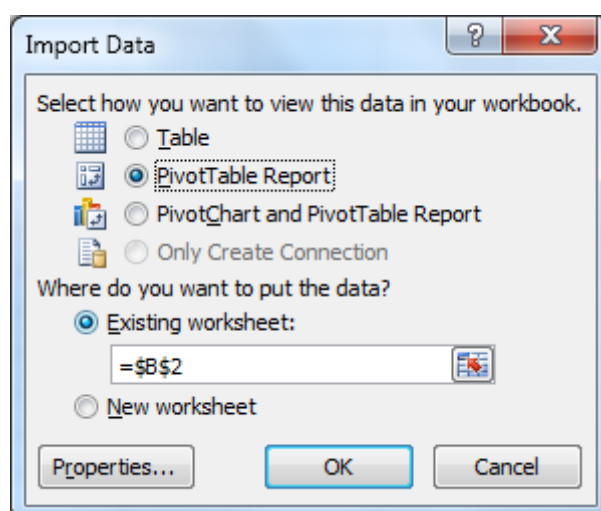 Import Data
Select how you want to view this data in your workbook.
Table
PivotTable Report
PivotChart and PivotTable Report
Only Create Connection
Where do you want to put the data?
Existing worksheet:
=$B$2
New worksheet
Properties... OK Cancel